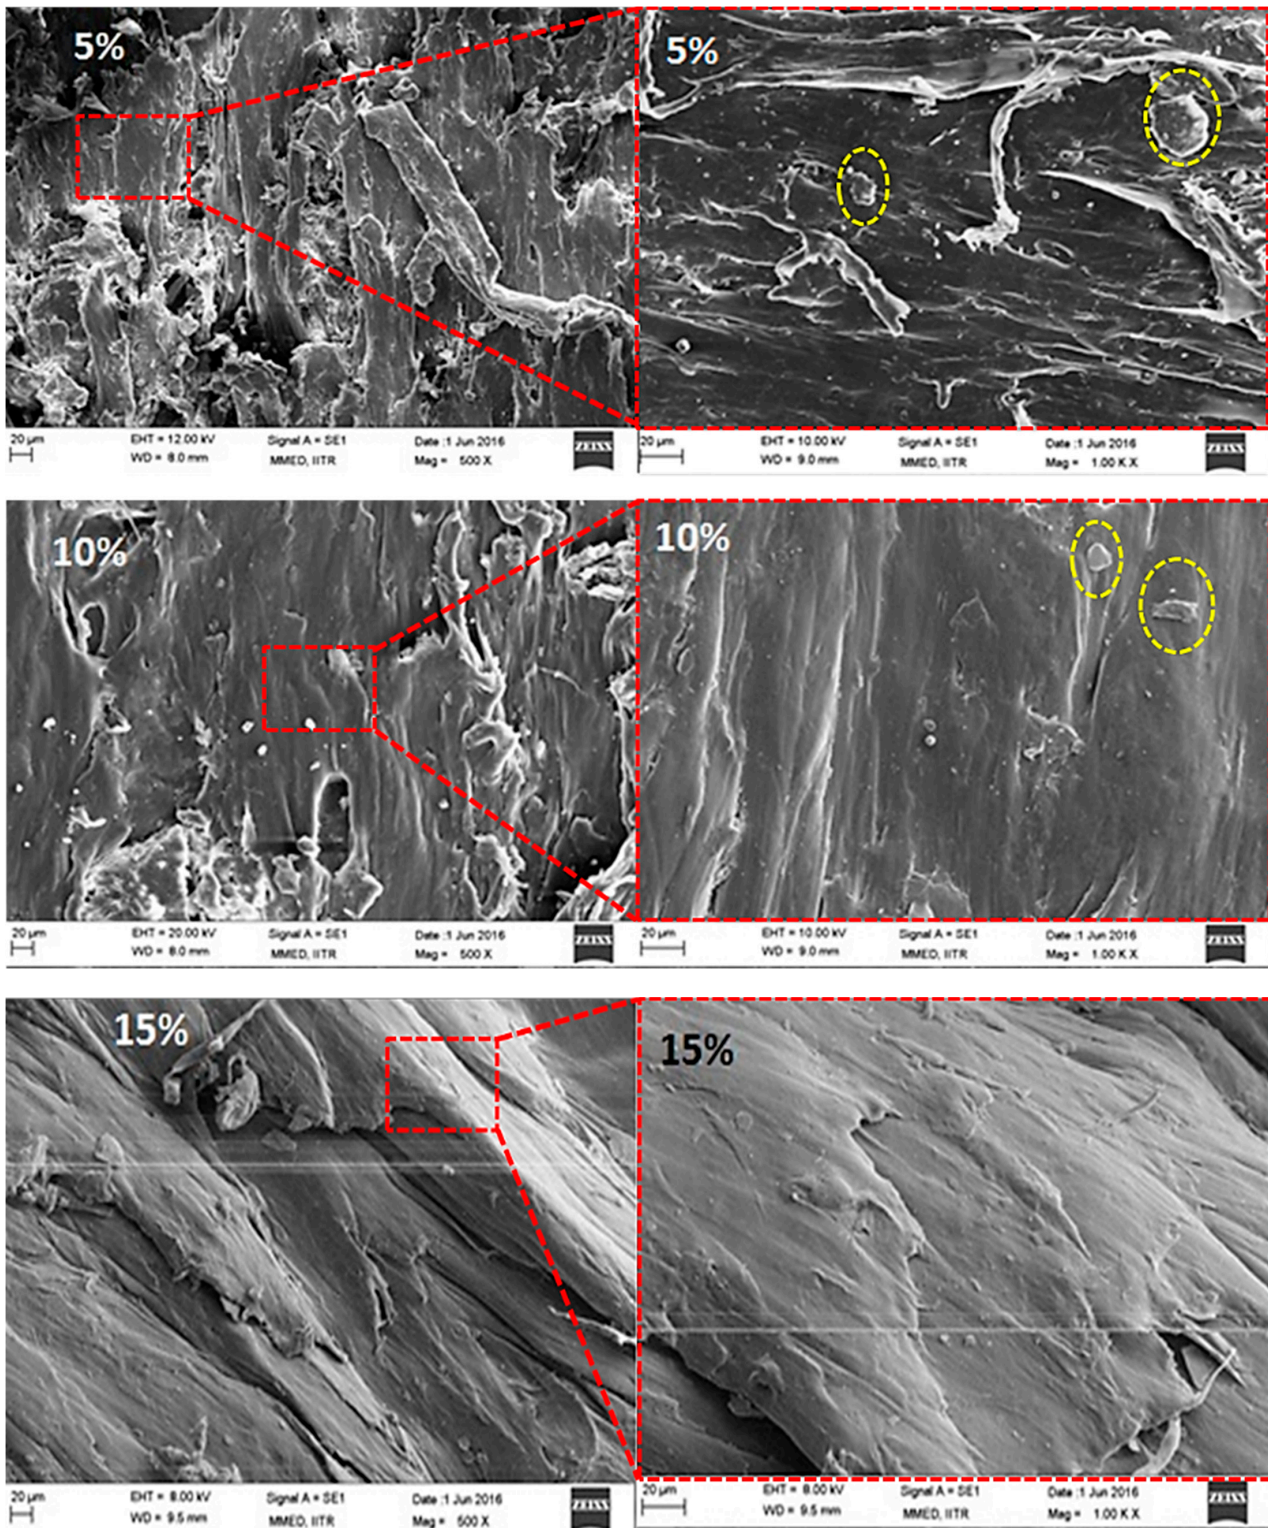 5%
5%
20 µm EHT = 12.00 kV Signal A = SE1 Date :1 Jun 2016
WD = 8.0 mm MMED, IITR Mag = 500 X ZEISS
20 µm EHT = 10.00 kV Signal A = SE1 Date :1 Jun 2016
WD = 9.0 mm MMED, IITR Mag = 1.00 K X ZEISS
10%
10%
20 µm EHT = 20.00 kV Signal A = SE1 Date :1 Jun 2016
WD = 8.0 mm MMED, IITR Mag = 500 X ZEISS
20 µm EHT = 10.00 kV Signal A = SE1 Date :1 Jun 2016
WD = 9.0 mm MMED, IITR Mag = 1.00 K X ZEISS
15%
15%
20 µm EHT = 8.00 kV Signal A = SE1 Date :1 Jun 2016
WD = 9.5 mm MMED, IITR Mag = 500 X ZEISS
20 µm EHT = 8.00 kV Signal A = SE1 Date :1 Jun 2016
WD = 9.5 mm MMED, IITR Mag = 1.00 K X ZEISS